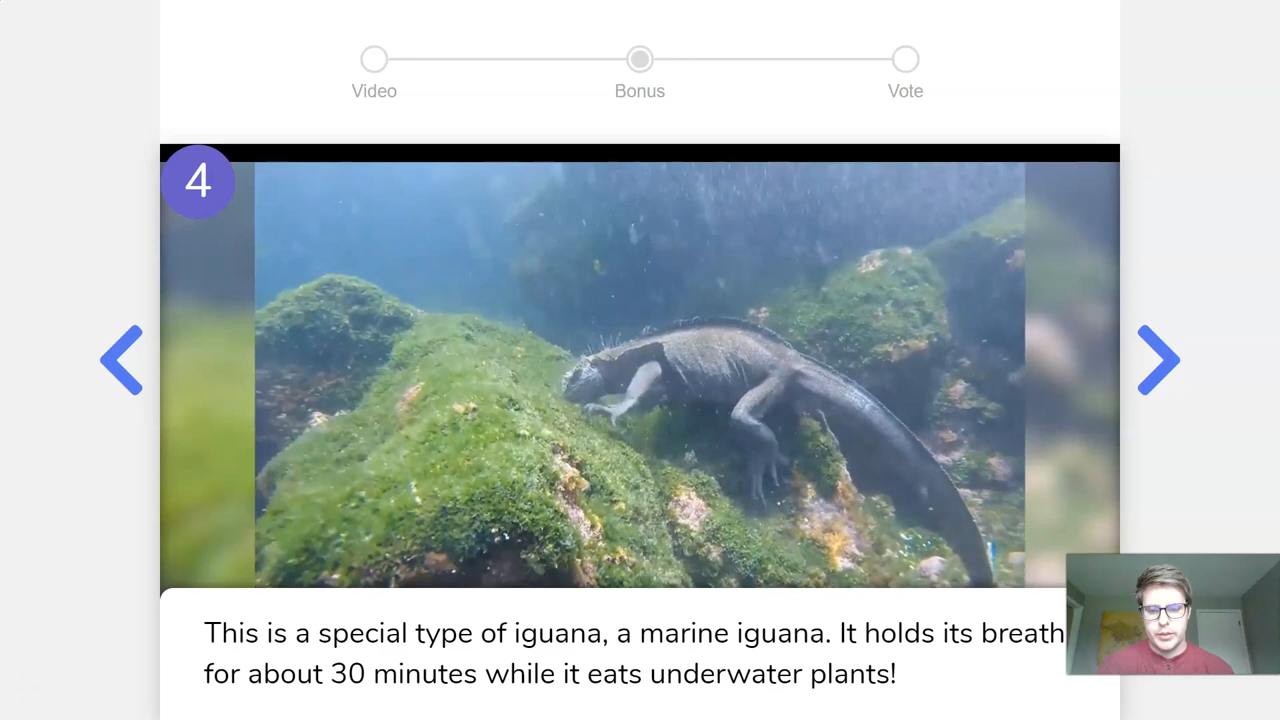 Video
Bonus
Vote
4
This is a special type of iguana, a marine iguana. It holds its breath
for about 30 minutes while it eats underwater plants!